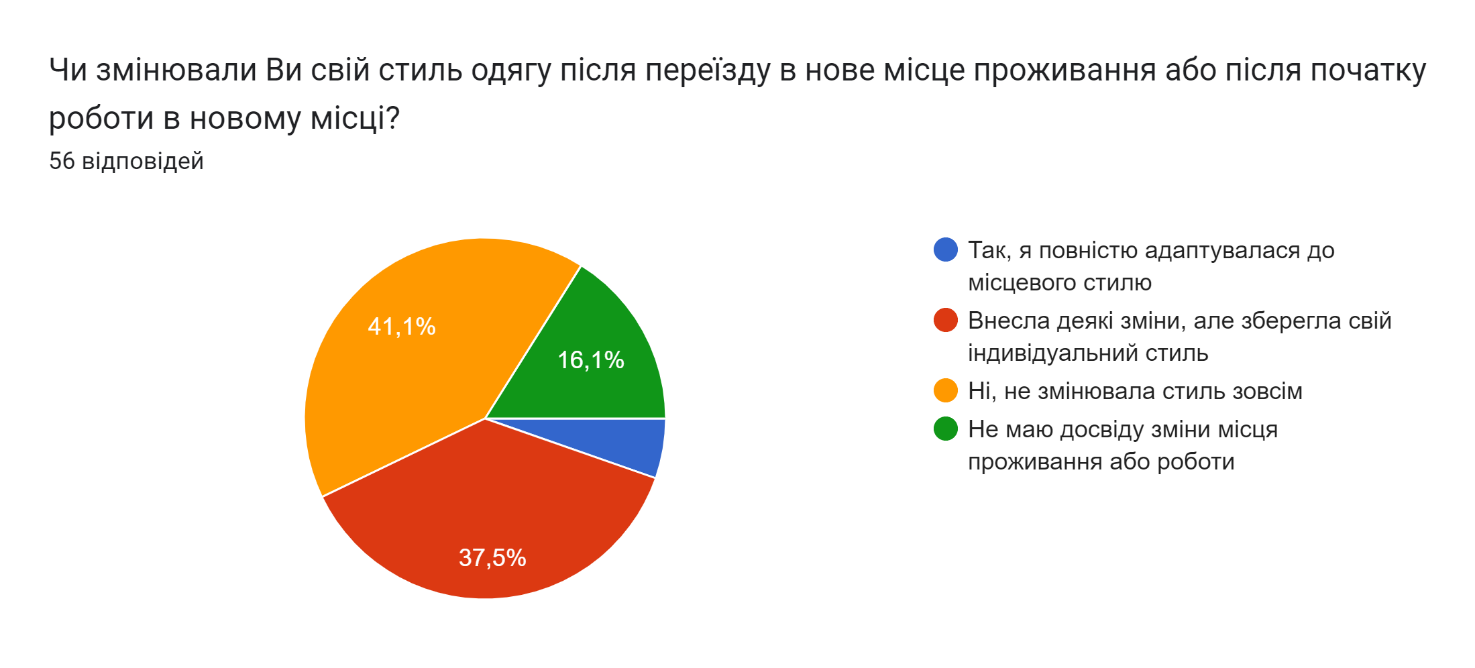 Чи змінювали Ви свій стиль одягу після переїзду в нове місце проживання або після початку
роботи в новому місці?
56 відповідей
41,1%
16,1%
37,5%
Так, я повністю адаптувалася до
місцевого стилю
Внесла деякі зміни, але зберегла свій
індивідуальний стиль
Ні, не змінювала стиль зовсім
Не маю досвіду зміни місця
проживання або роботи